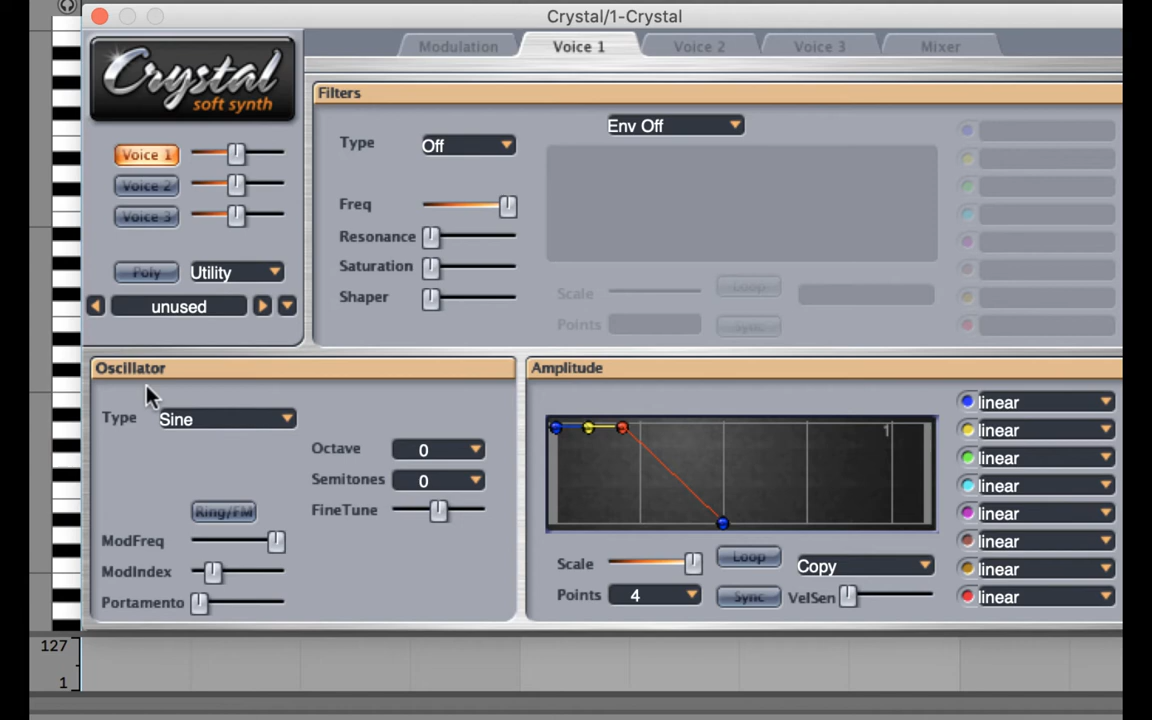 Crystal/1-Crystal
Crystal
soft synth
Modulation
Voice 1
Voice 2
Voice 3
Mixer
Voice 1
Voice 2
Voice 3
Poly
Utility
unused
Filters
Type
Off
Env Off
Freq
Resonance
Saturation
Shaper
Scale
Loop
Points
Sync
Oscillator
Type
Sine
Octave
0
Semitones
0
Ring/FM
FineTune
ModFreq
ModIndex
Portamento
Amplitude
1
Scale
Loop
Copy
Points
4
Sync
VelSen
linear
linear
linear
linear
linear
linear
linear
linear
127
1